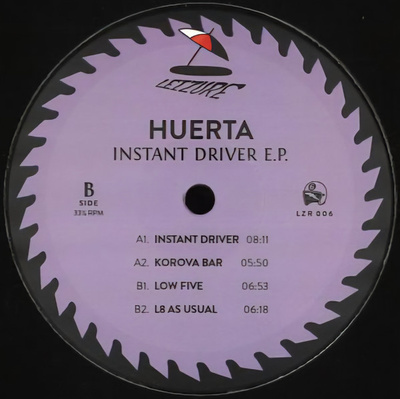 LEIZURE
HUERTA
INSTANT DRIVER E.P.
B
SIDE
33⅓ RPM
LZR 006
A1. INSTANT DRIVER 08:11
A2. KOROVA BAR 05:50
B1. LOW FIVE 06:53
B2. L8 AS USUAL 06:18